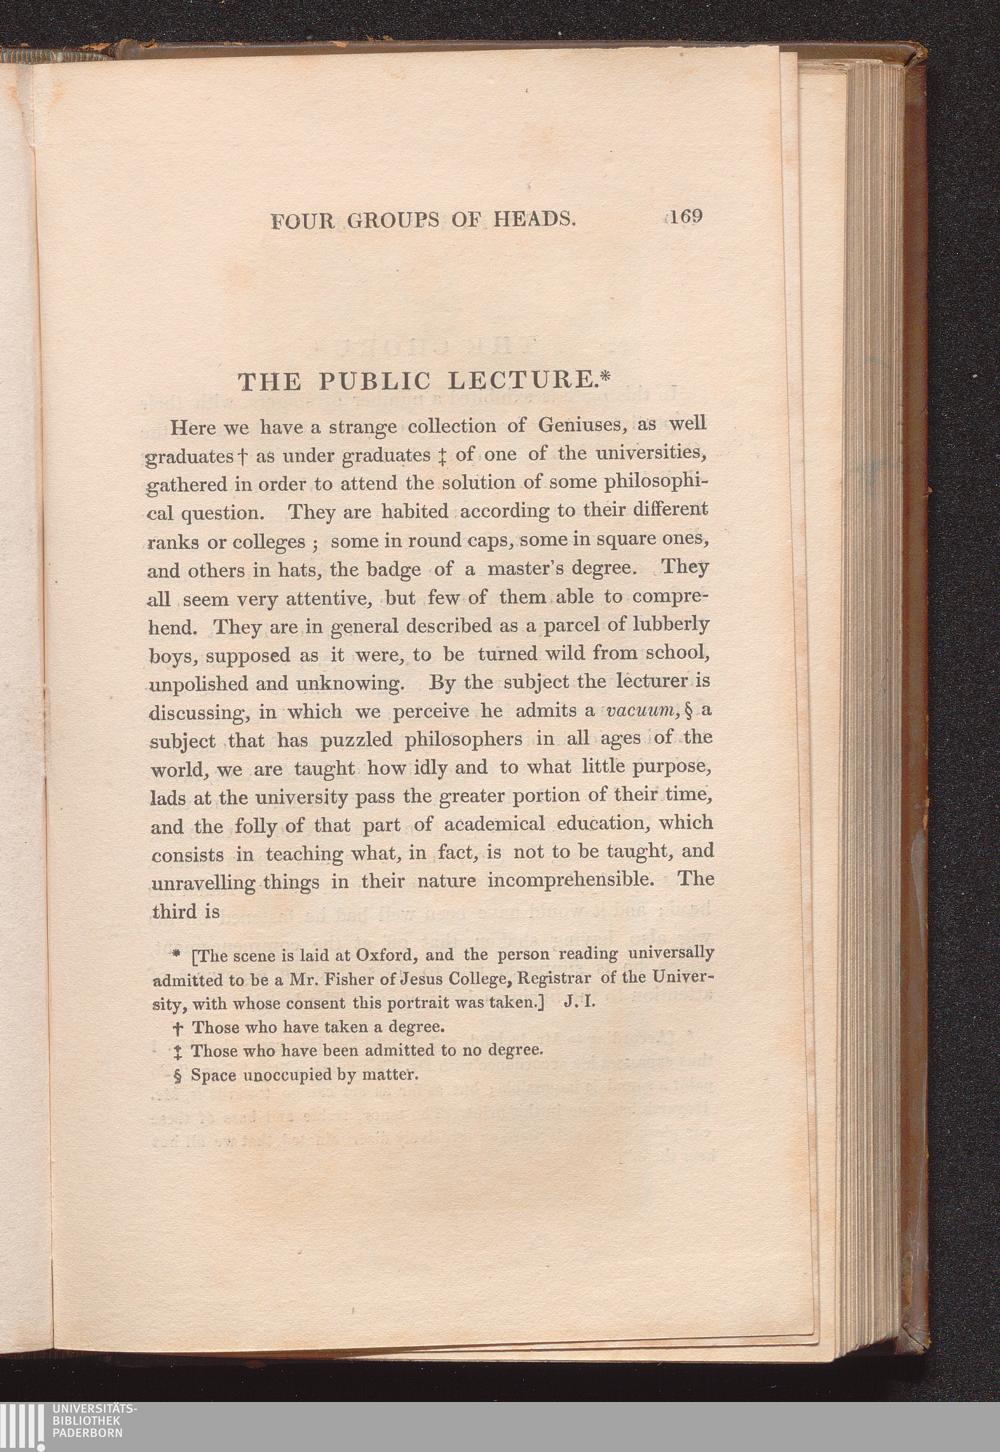 FOUR GROUPS OF HEADS. 169
THE PUBLIC LECTURE.*
Here we have a strange collection of Geniuses, as well
graduates † as under graduates ‡ of one of the universities,
gathered in order to attend the solution of some philosophi-
cal question. They are habited according to their different
ranks or colleges ; some in round caps, some in square ones,
and others in hats, the badge of a master's degree. They
all seem very attentive, but few of them able to compre-
hend. They are in general described as a parcel of lubberly
boys, supposed as it were, to be turned wild from school,
unpolished and unknowing. By the subject the lecturer is
discussing, in which we perceive he admits a vacuum, § a
subject that has puzzled philosophers in all ages of the
world, we are taught how idly and to what little purpose,
lads at the university pass the greater portion of their time,
and the folly of that part of academical education, which
consists in teaching what, in fact, is not to be taught, and
unravelling things in their nature incomprehensible. The
third is
* [The scene is laid at Oxford, and the person reading universally
admitted to be a Mr. Fisher of Jesus College, Registrar of the Univer-
sity, with whose consent this portrait was taken.] J. I.
† Those who have taken a degree.
‡ Those who have been admitted to no degree.
§ Space unoccupied by matter.
UNIVERSITÄTS-
BIBLIOTHEK
PADERBORN